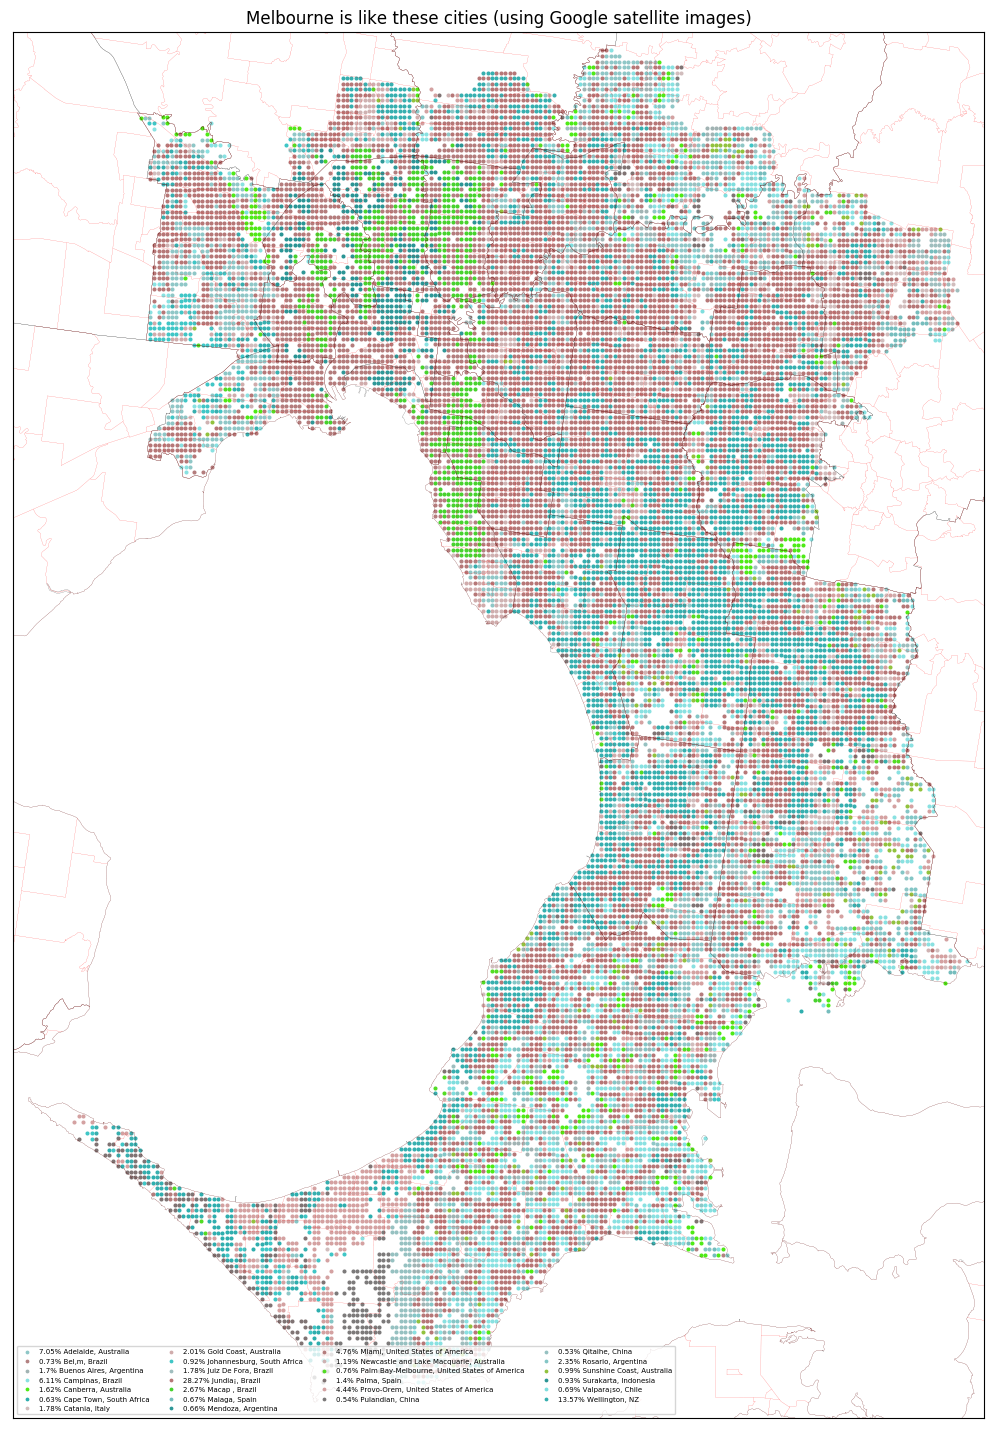 Melbourne is like these cities (using Google satellite images)
7.05% Adelaide, Australia
0.73% Bel,m, Brazil
1.7% Buenos Aires, Argentina
6.11% Campinas, Brazil
1.62% Canberra, Australia
0.63% Cape Town, South Africa
1.78% Catania, Italy
2.01% Gold Coast, Australia
0.92% Johannesburg, South Africa
1.78% Juiz De Fora, Brazil
28.27% Jundia¡, Brazil
2.67% Macap , Brazil
0.67% Malaga, Spain
0.66% Mendoza, Argentina
4.76% Miami, United States of America
1.19% Newcastle and Lake Macquarie, Australia
0.76% Palm Bay-Melbourne, United States of America
1.4% Palma, Spain
4.44% Provo-Orem, United States of America
0.54% Pulandian, China
0.53% Qitaihe, China
2.35% Rosario, Argentina
0.99% Sunshine Coast, Australia
0.93% Surakarta, Indonesia
0.69% Valpara¡so, Chile
13.57% Wellington, NZ